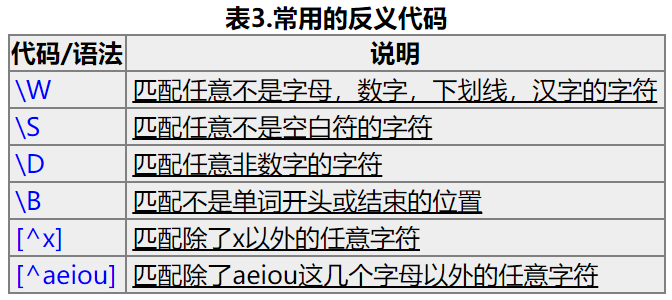 表3.常用的反义代码
代码/语法 说明
\W 匹配任意不是字母，数字，下划线，汉字的字符
\S 匹配任意不是空白符的字符
\D 匹配任意非数字的字符
\B 匹配不是单词开头或结束的位置
[^x] 匹配除了x以外的任意字符
[^aeiou] 匹配除了aeiou这几个字母以外的任意字符